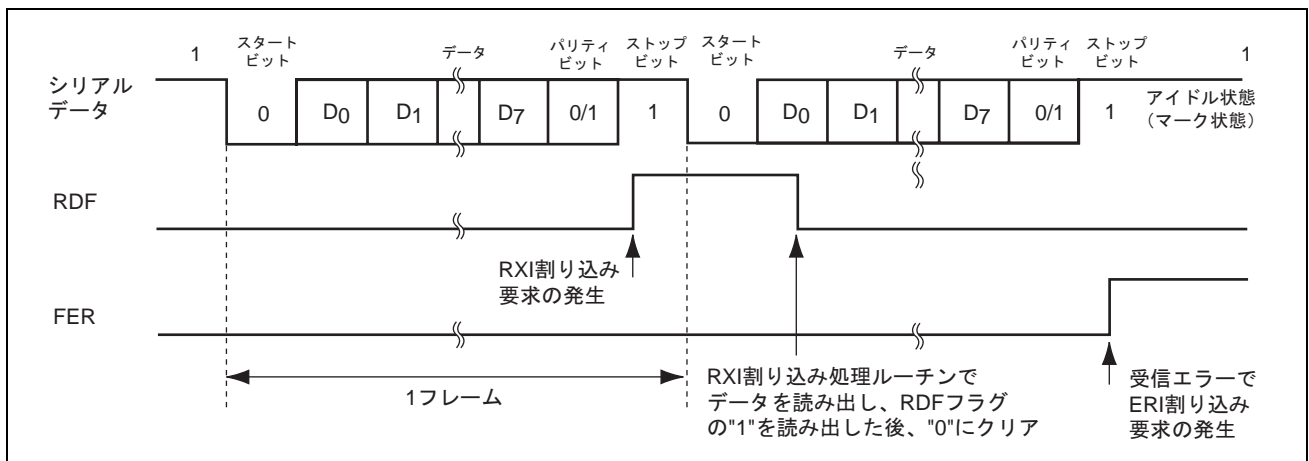 1
スタート
ビット
データ
パリティ
ビット
ストップ
ビット
スタート
ビット
データ
パリティ
ビット
ストップ
ビット
1
シリアル
データ
0
D0
D1
D7
0/1
1
0
D0
D1
D7
0/1
1
アイドル状態
(マーク状態)
RDF
RXI割り込み
要求の発生
FER
1フレーム
RXI割り込み処理ルーチンで
データを読み出し、RDFフラグ
の"1"を読み出した後、"0"にクリア
受信エラーで
ERI割り込み
要求の発生